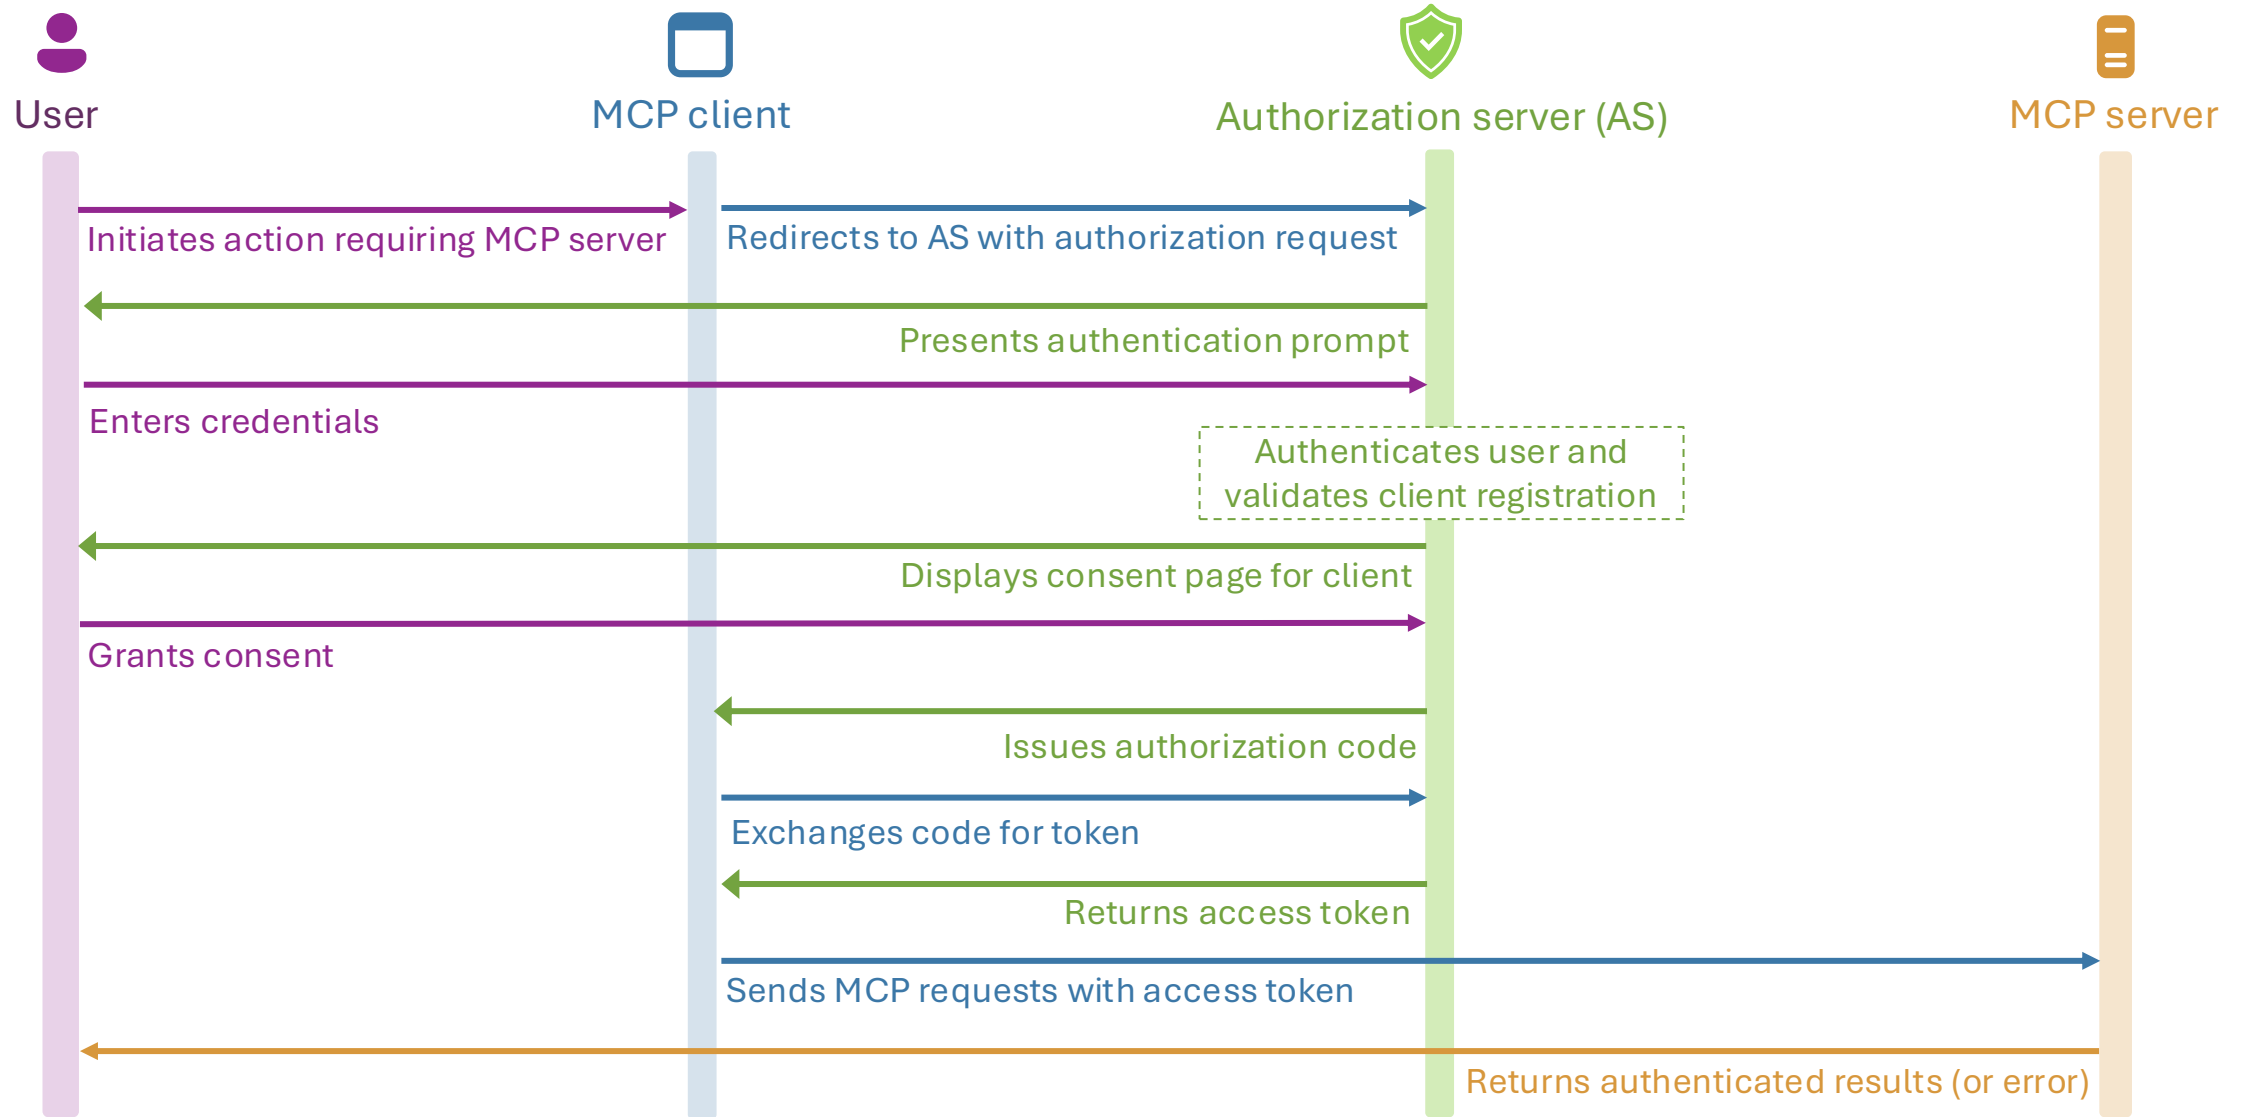 User
MCP client
Authorization server (AS)
MCP server
Initiates action requiring MCP server
Redirects to AS with authorization request
Presents authentication prompt
Enters credentials
Authenticates user and
validates client registration
Displays consent page for client
Grants consent
Issues authorization code
Exchanges code for token
Returns access token
Sends MCP requests with access token
Returns authenticated results (or error)